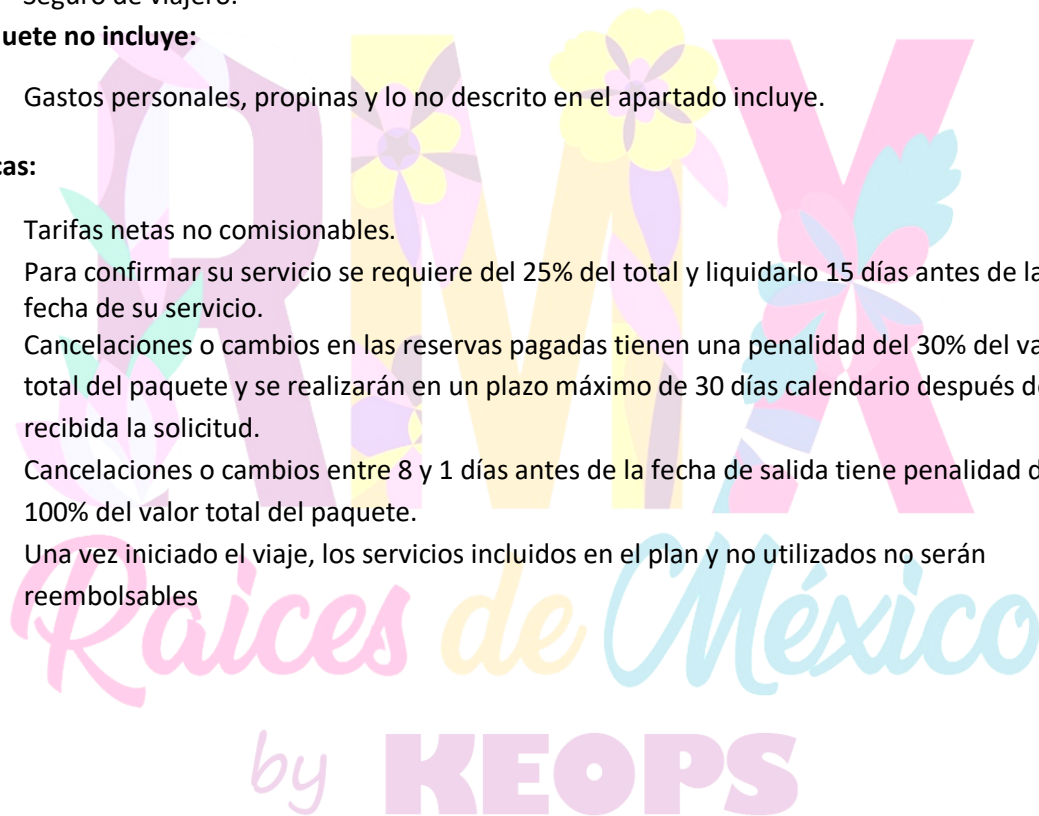 Seguro de viajero.
uete no incluye:
Gastos personales, propinas y lo no descrito en el apartado incluye.
cas:
Tarifas netas no comisionables.
Para confirmar su servicio se requiere del 25% del total y liquidarlo 15 días antes de la
fecha de su servicio.
Cancelaciones o cambios en las reservas pagadas tienen una penalidad del 30% del va
total del paquete y se realizarán en un plazo máximo de 30 días calendario después de
recibida la solicitud.
Cancelaciones o cambios entre 8 y 1 días antes de la fecha de salida tiene penalidad d
100% del valor total del paquete.
Una vez iniciado el viaje, los servicios incluidos en el plan y no utilizados no serán
reembolsables
RMX
Raíces de México
by KEOPS